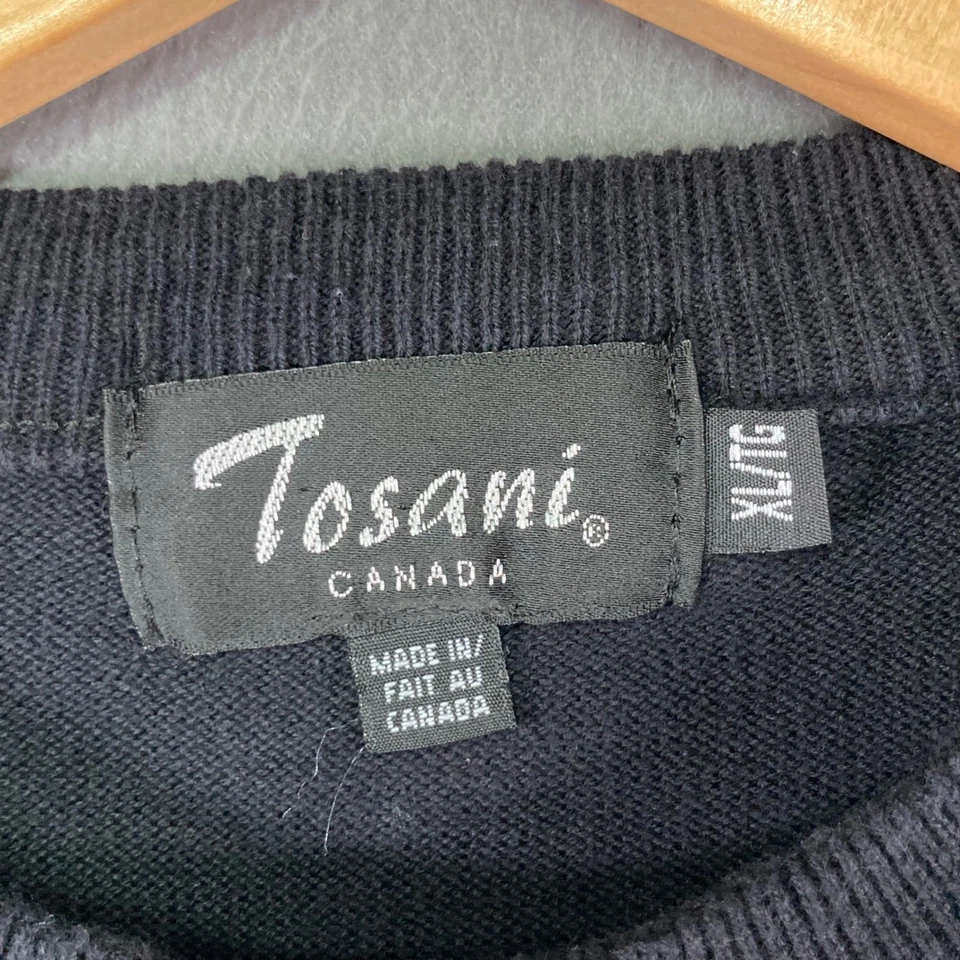 Tosani®
CANADA
XL/TG
MADE IN/
FAIT AU
CANADA